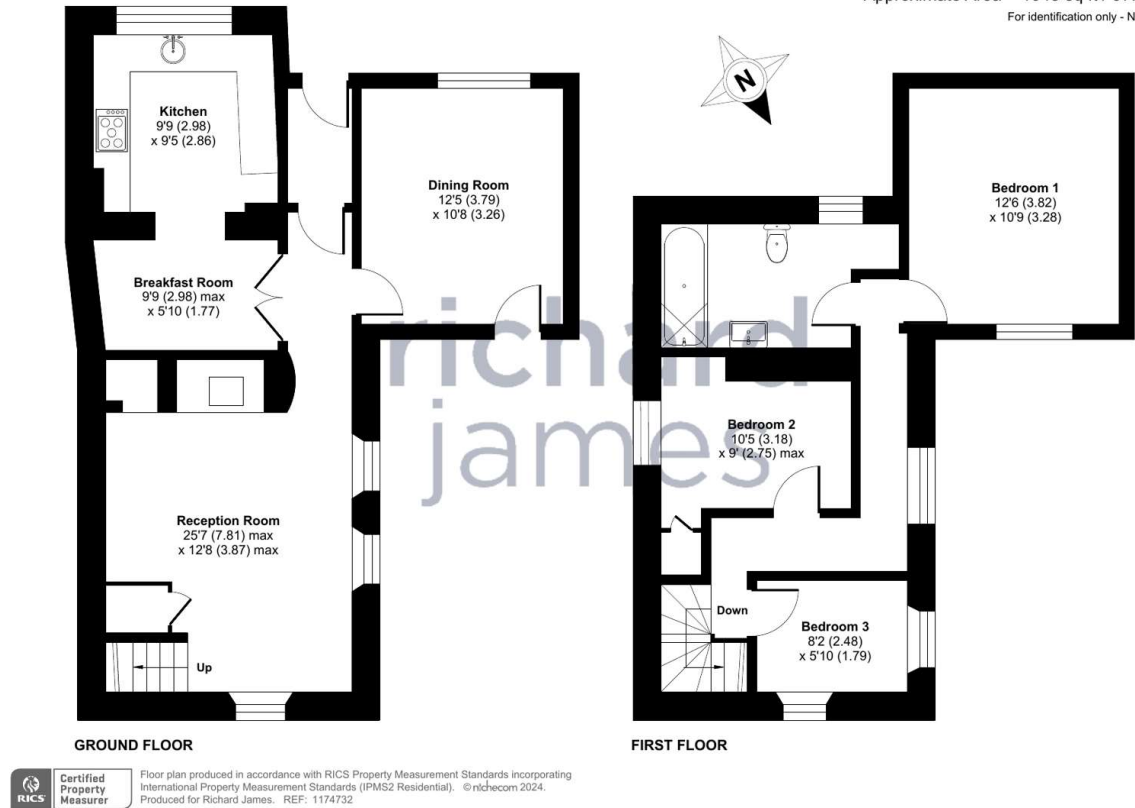 For identification only - N
N
Kitchen
9'9 (2.98)
x 9'5 (2.86)
Dining Room
12'5 (3.79)
x 10'8 (3.26)
Breakfast Room
9'9 (2.98) max
x 5'10 (1.77)
Reception Room
25'7 (7.81) max
x 12'8 (3.87) max
Up
GROUND FLOOR
Bedroom 1
12'6 (3.82)
x 10'9 (3.28)
Bedroom 2
10'5 (3.18)
x 9' (2.75) max
Down
Bedroom 3
8'2 (2.48)
x 5'10 (1.79)
FIRST FLOOR
richard
james
RICS
Certified
Property
Measurer
Floor plan produced in accordance with RICS Property Measurement Standards incorporating
International Property Measurement Standards (IPMS2 Residential). © nichecom 2024.
Produced for Richard James. REF: 1174732